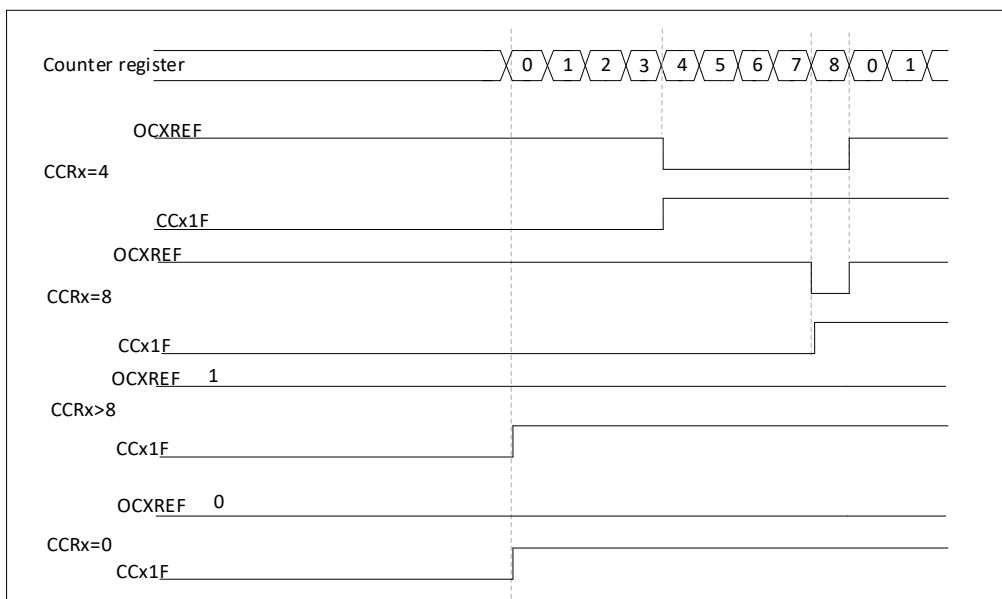 Counter register 0 1 2 3 4 5 6 7 8 0 1
OCXREF
CCRx=4
CCx1F
OCXREF
CCRx=8
CCx1F
OCXREF 1
CCRx>8
CCx1F
OCXREF 0
CCRx=0
CCx1F